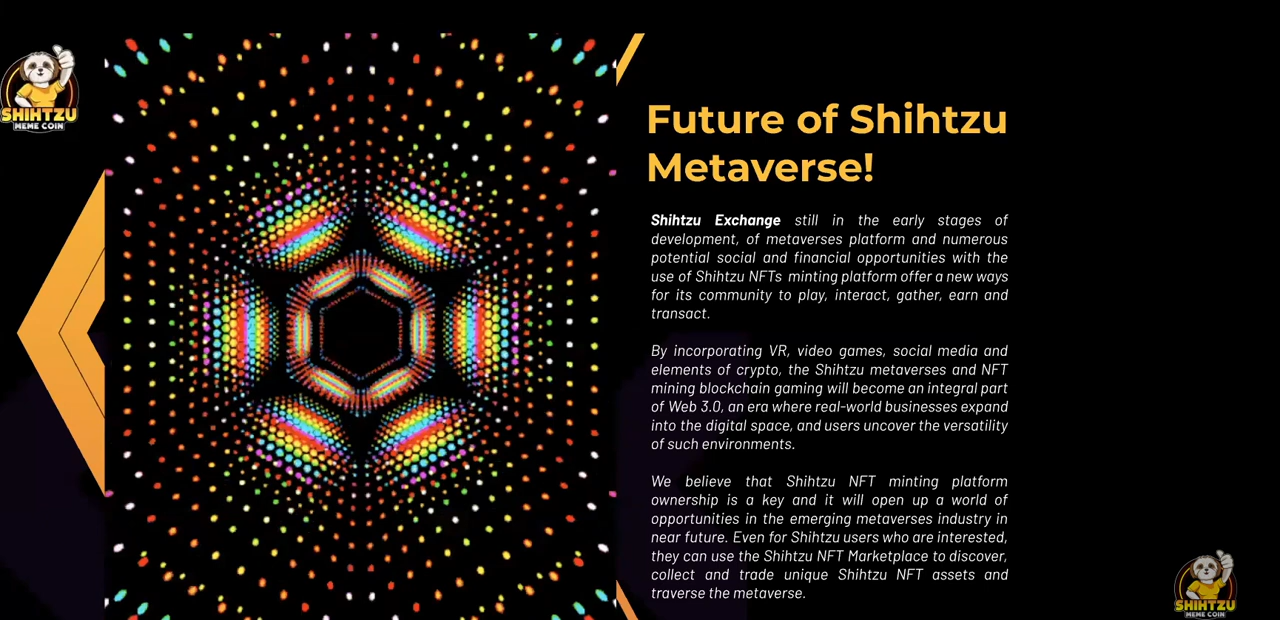 SHIHTZU
MEME COIN
Future of Shihtzu
Metaverse!
Shihtzu Exchange still in the early stages of
development, of metaverses platform and numerous
potential social and financial opportunities with the
use of Shihtzu NFTs minting platform offer a new ways
for its community to play, interact, gather, earn and
transact.
By incorporating VR, video games, social media and
elements of crypto, the Shihtzu metaverses and NFT
mining blockchain gaming will become an integral part
of Web 3.0, an era where real-world businesses expand
into the digital space, and users uncover the versatility
of such environments.
We believe that Shihtzu NFT minting platform
ownership is a key and it will open up a world of
opportunities in the emerging metaverses industry in
near future. Even for Shihtzu users who are interested,
they can use the Shihtzu NFT Marketplace to discover,
collect and trade unique Shihtzu NFT assets and
traverse the metaverse.
SHIHTZU
MEME COIN